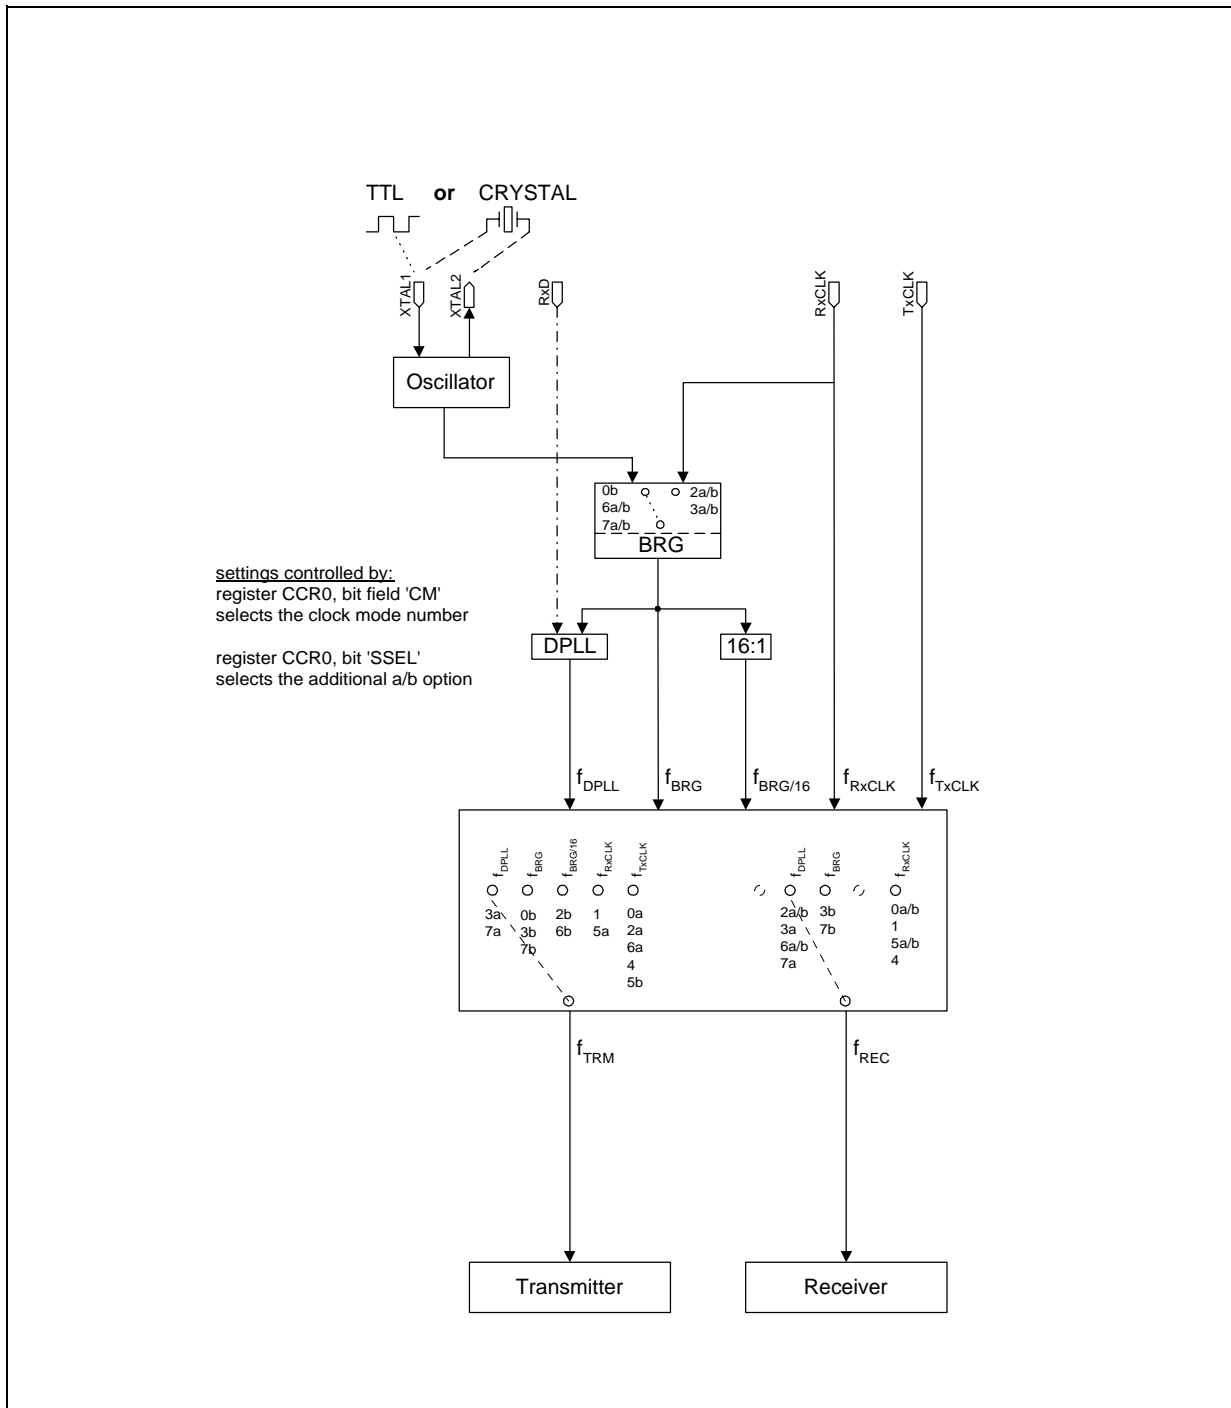 TTL or CRYSTAL
XTAL1
XTAL2
RxD
RxCLK
TxCLK
Oscillator
0b
6a/b
7a/b
2a/b
3a/b
BRG
settings controlled by:
register CCR0, bit field 'CM'
selects the clock mode number
register CCR0, bit 'SSEL'
selects the additional a/b option
DPLL
16:1
fDPLL
fBRG
fBRG/16
fRxCLK
fTxCLK
fDPLL
3a
7a
fBRG
0b
3b
7b
fBRG/16
2b
6b
fRxCLK
1
5a
fTxCLK
0a
2a
6a
4
5b
fDPLL
2a/b
3a
6a/b
7a
fBRG
3b
7b
fRxCLK
0a/b
1
5a/b
4
fTRM
fREC
Transmitter
Receiver